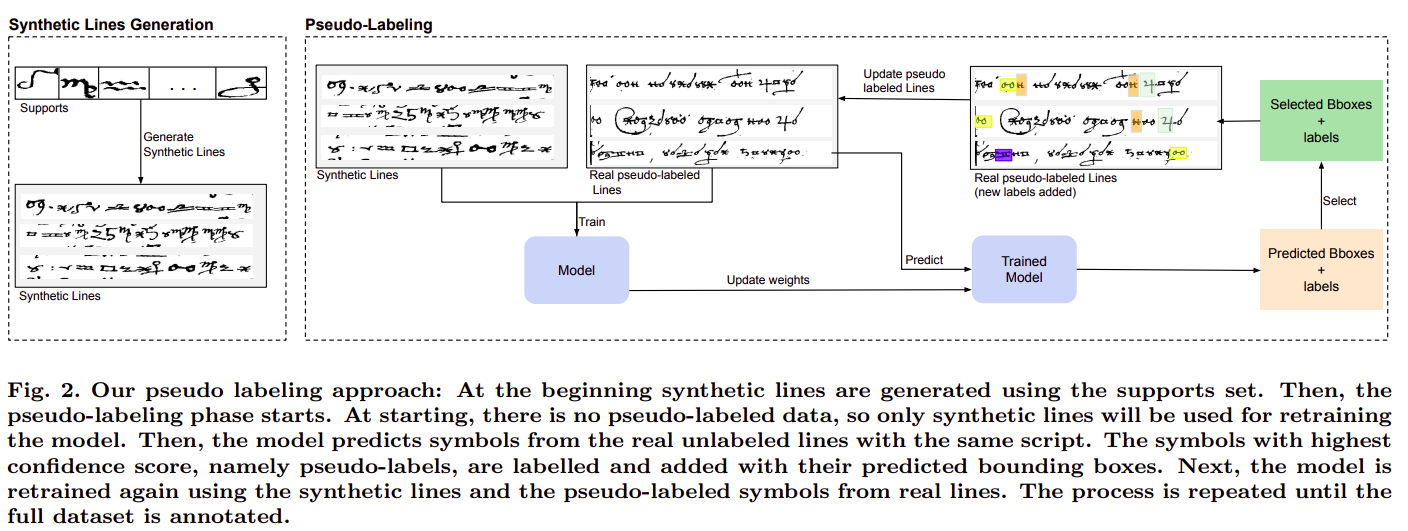 Synthetic Lines Generation
Pseudo-Labeling
Supports
Generate
Synthetic Lines
Synthetic Lines
Synthetic Lines
Real pseudo-labeled
Lines
Update pseudo
labeled Lines
Real pseudo-labeled Lines
(new labels added)
Selected Bboxes
+
labels
Select
Train
Model
Update weights
Predict
Trained
Model
Predicted Bboxes
+
labels
Fig. 2. Our pseudo labeling approach: At the beginning synthetic lines are generated using the supports set. Then, the
pseudo-labeling phase starts. At starting, there is no pseudo-labeled data, so only synthetic lines will be used for retraining
the model. Then, the model predicts symbols from the real unlabeled lines with the same script. The symbols with highest
confidence score, namely pseudo-labels, are labelled and added with their predicted bounding boxes. Next, the model is
retrained again using the synthetic lines and the pseudo-labeled symbols from real lines. The process is repeated until the
full dataset is annotated.